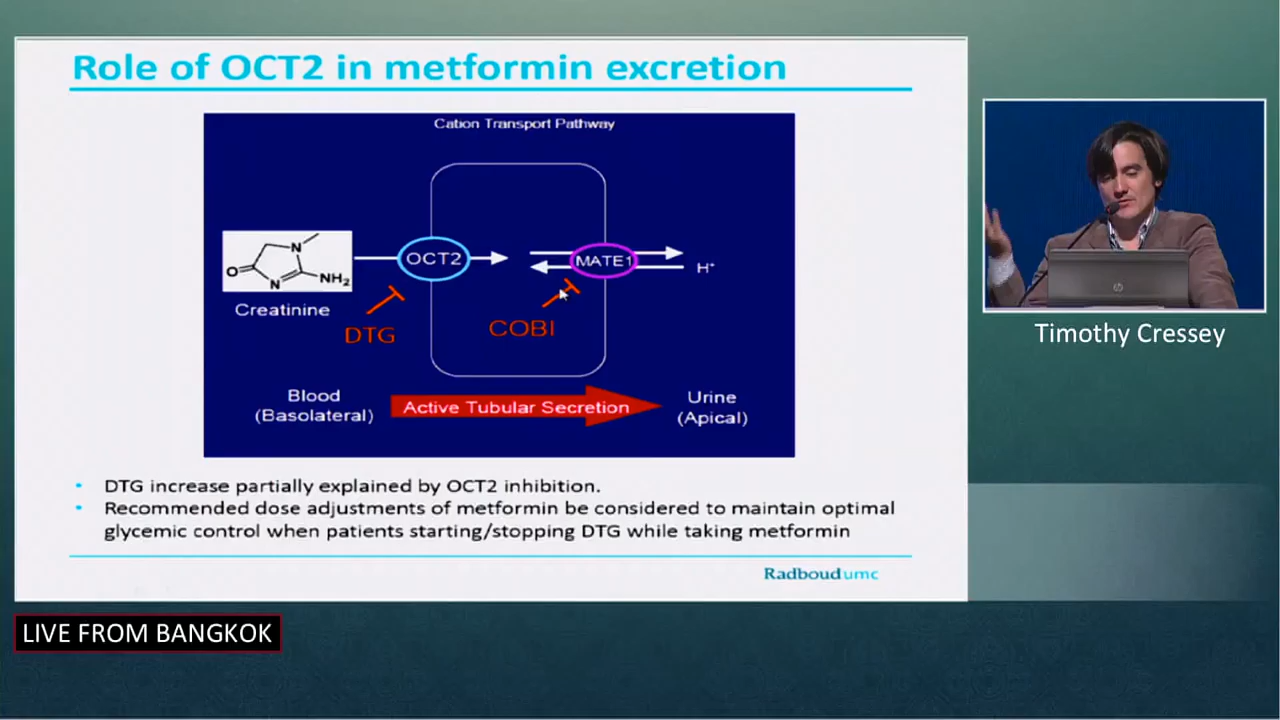 Role of OCT2 in metformin excretion
Cation Transport Pathway
OCT2
MATE1
H⁺
O
N
N
NH₂
Creatinine
DTG
COBI
Blood
(Basolateral)
Active Tubular Secretion
Urine
(Apical)
• DTG increase partially explained by OCT2 inhibition.
• Recommended dose adjustments of metformin be considered to maintain optimal
glycemic control when patients starting/stopping DTG while taking metformin
Radboudumc
Timothy Cressey
LIVE FROM BANGKOK